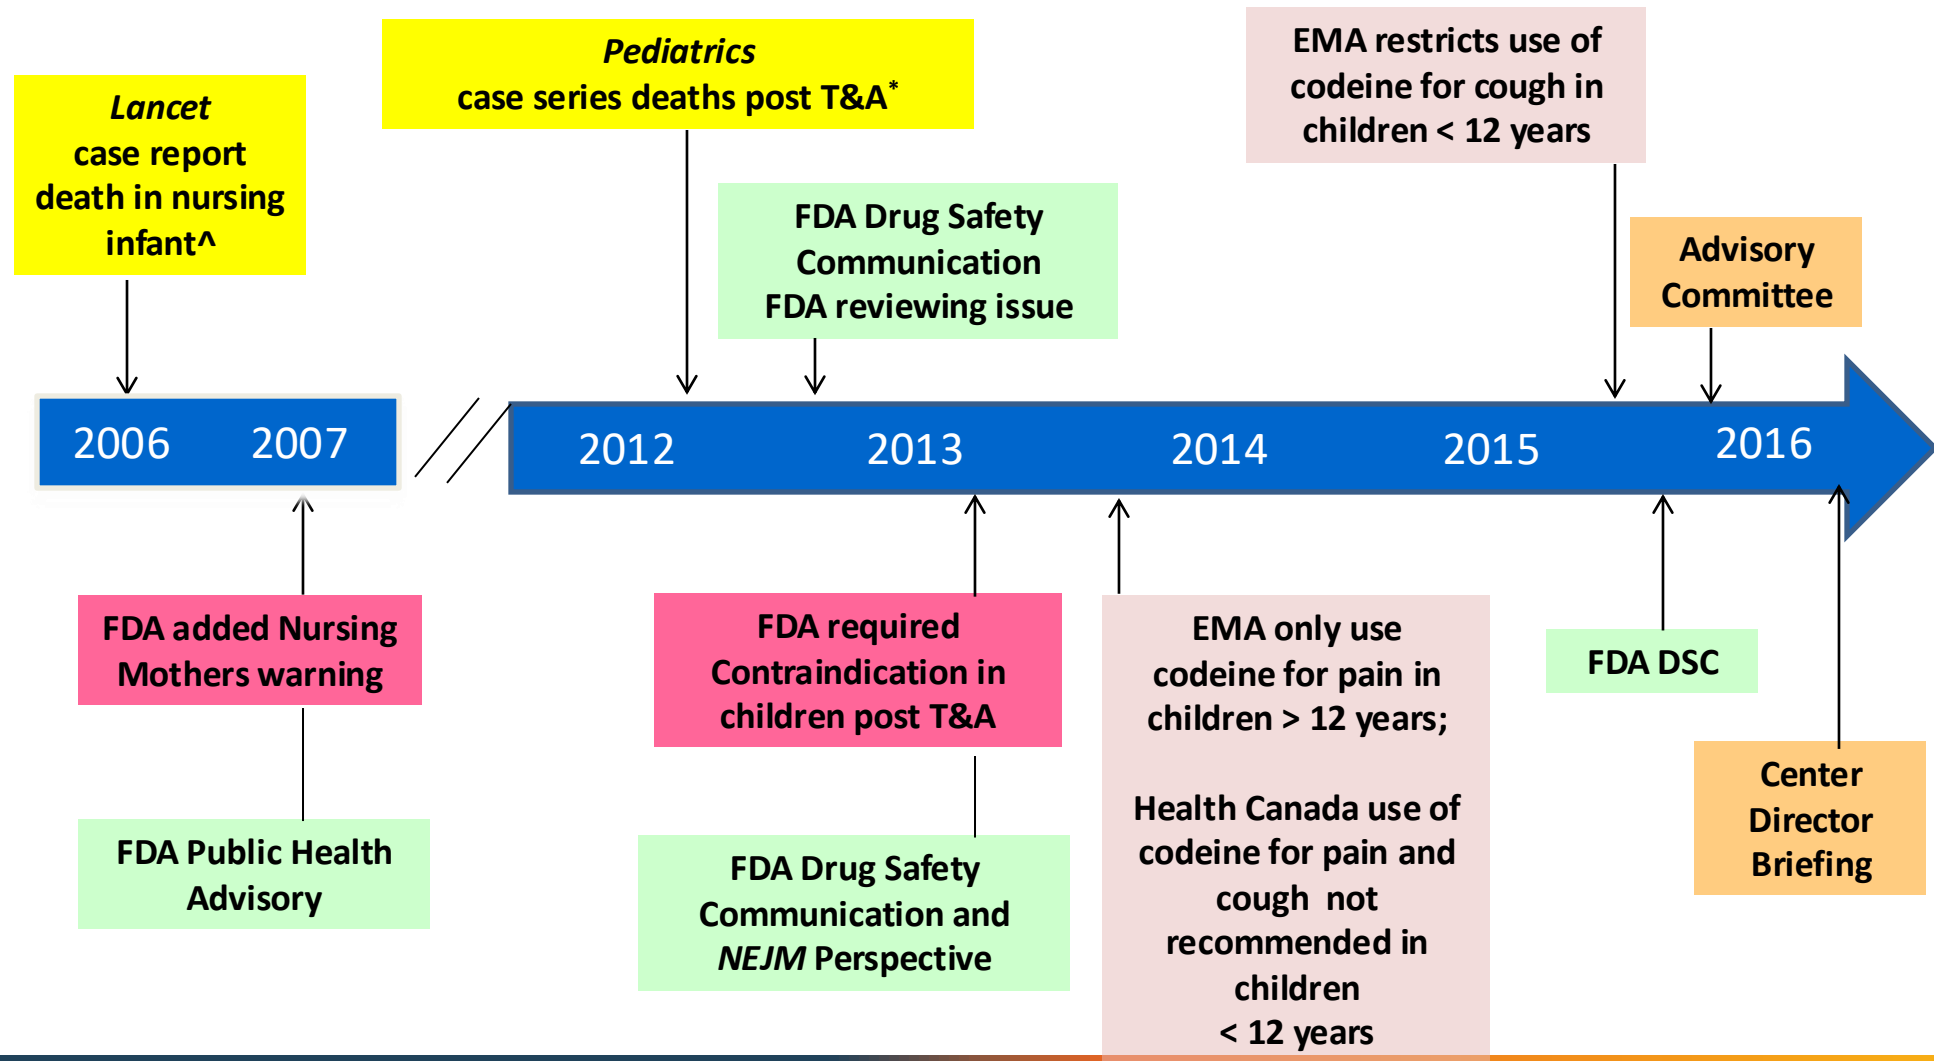 Lancet
case report
death in nursing
infant^
Pediatrics
case series deaths post T&A*
FDA Drug Safety
Communication
FDA reviewing issue
EMA restricts use of
codeine for cough in
children < 12 years
Advisory
Committee
2006
2007
2012
2013
2014
2015
2016
FDA added Nursing
Mothers warning
FDA Public Health
Advisory
FDA required
Contraindication in
children post T&A
FDA Drug Safety
Communication and
NEJM Perspective
EMA only use
codeine for pain in
children > 12 years;
Health Canada use of
codeine for pain and
cough not
recommended in
children
< 12 years
FDA DSC
Center
Director
Briefing